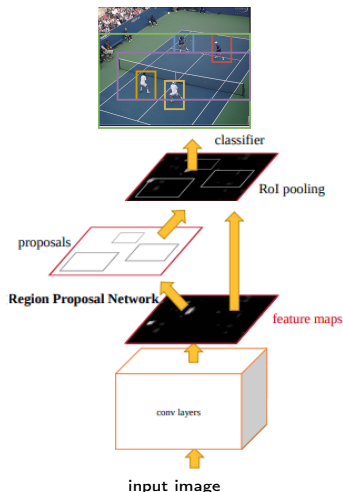 classifier
RoI pooling
proposals
Region Proposal Network
feature maps
conv layers
input image